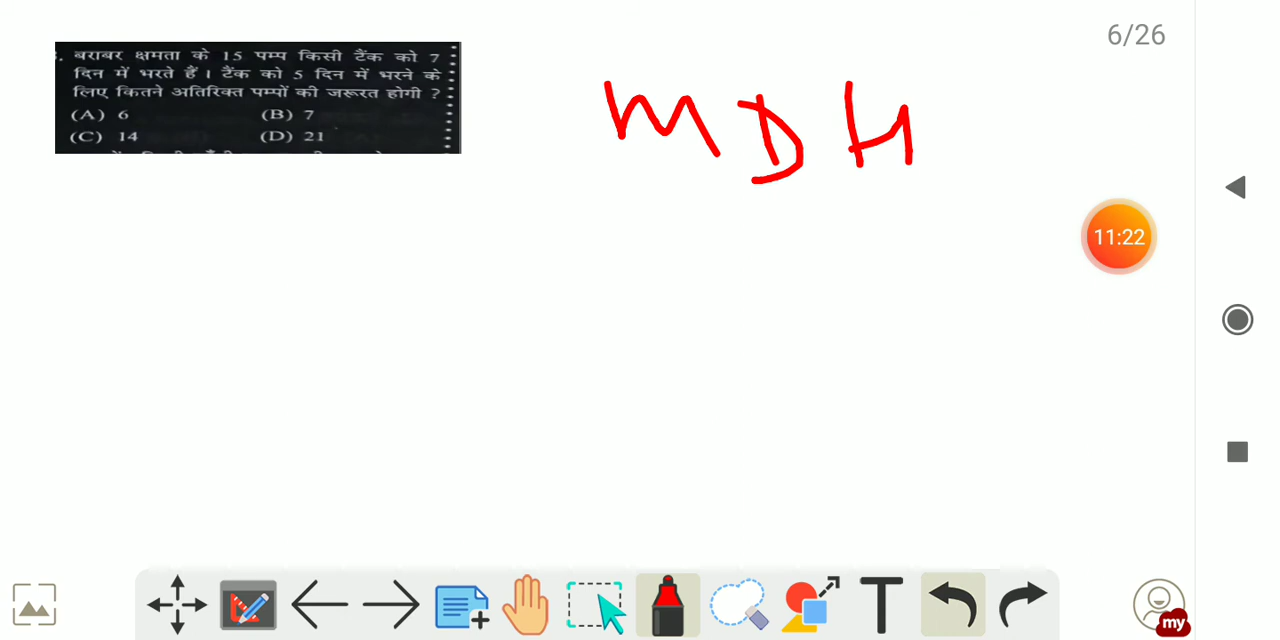 6/26
. बराबर क्षमता के 15 पम्प किसी टैंक को 7
दिन में भरते हैं। टैंक को 5 दिन में भरने के
लिए कितने अतिरिक्त पम्पों की जरूरत होगी ?
(A) 6 (B) 7
(C) 14 (D) 21
MDH
11:22
T
my